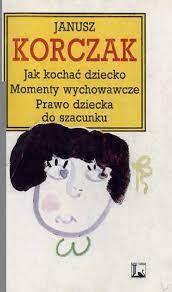 JANUSZ
KORCZAK
Jak kochać dziecko
Momenty wychowawcze
Prawo dziecka
do szacunku